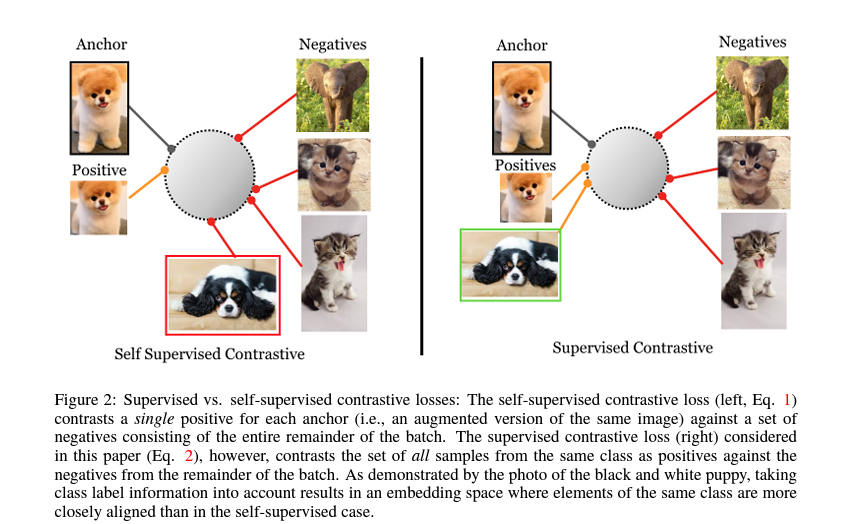 Anchor
Negatives
Positive
Self Supervised Contrastive
Anchor
Negatives
Positives
Supervised Contrastive
Figure 2: Supervised vs. self-supervised contrastive losses: The self-supervised contrastive loss (left, Eq. 1)
contrasts a single positive for each anchor (i.e., an augmented version of the same image) against a set of
negatives consisting of the entire remainder of the batch. The supervised contrastive loss (right) considered
in this paper (Eq. 2), however, contrasts the set of all samples from the same class as positives against the
negatives from the remainder of the batch. As demonstrated by the photo of the black and white puppy, taking
class label information into account results in an embedding space where elements of the same class are more
closely aligned than in the self-supervised case.